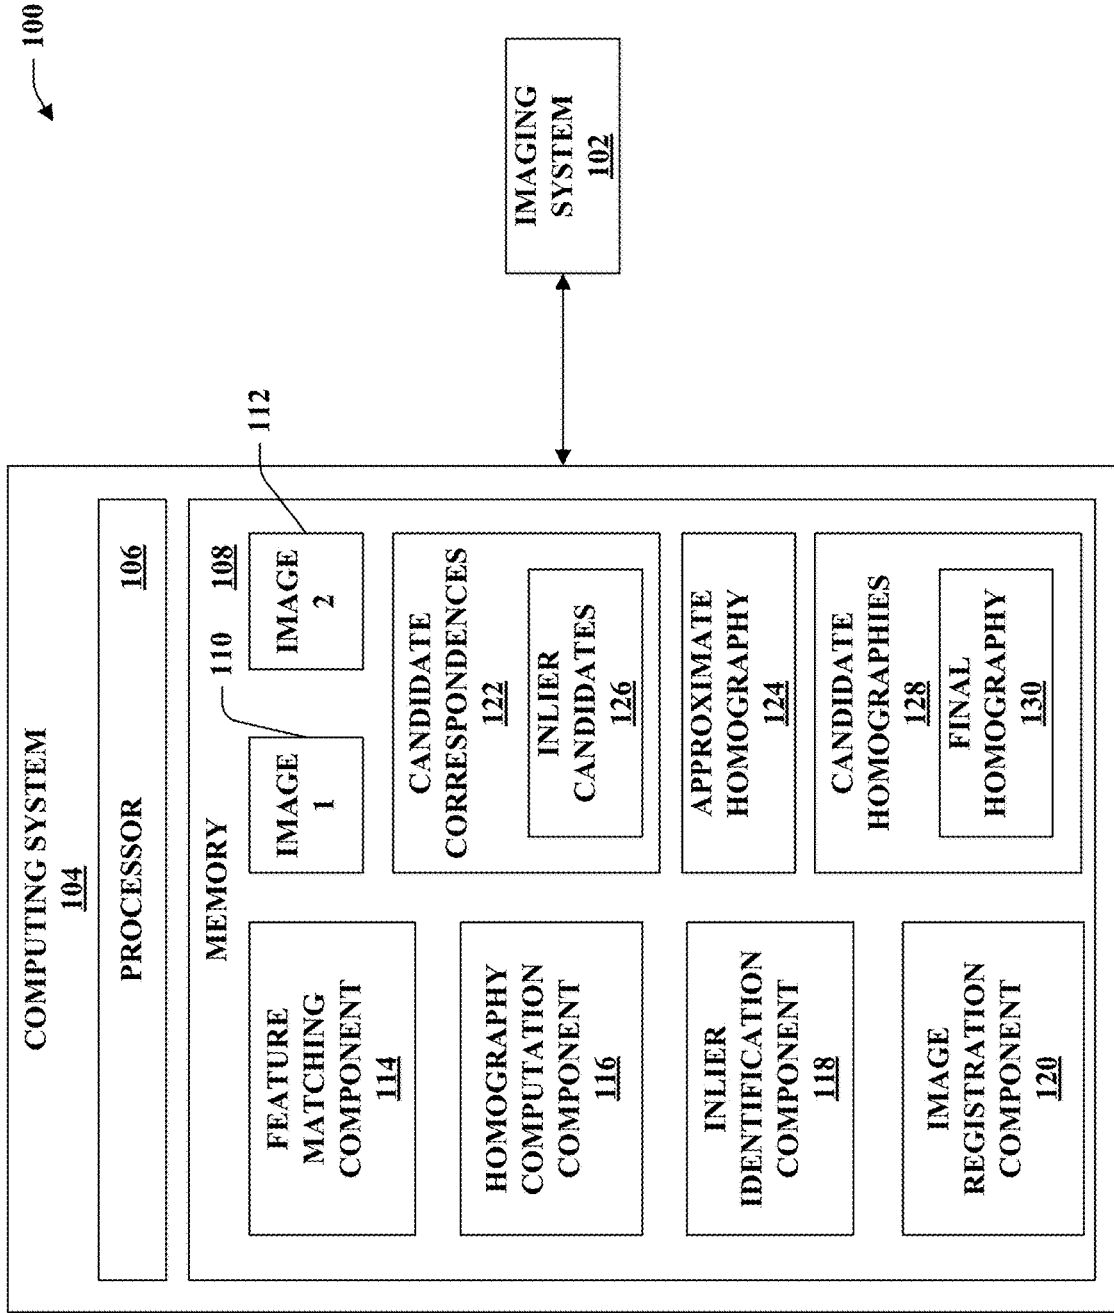 100
COMPUTING SYSTEM
104
PROCESSOR
106
MEMORY
108
110
112
FEATURE
MATCHING
COMPONENT
114
IMAGE
1
IMAGE
2
HOMOGRAPHY
COMPUTATION
COMPONENT
116
CANDIDATE
CORRESPONDENCES
122
INLIER
CANDIDATES
126
INLIER
IDENTIFICATION
COMPONENT
118
APPROXIMATE
HOMOGRAPHY
124
IMAGE
REGISTRATION
COMPONENT
120
CANDIDATE
HOMOGRAPHIES
128
FINAL
HOMOGRAPHY
130
IMAGING
SYSTEM
102